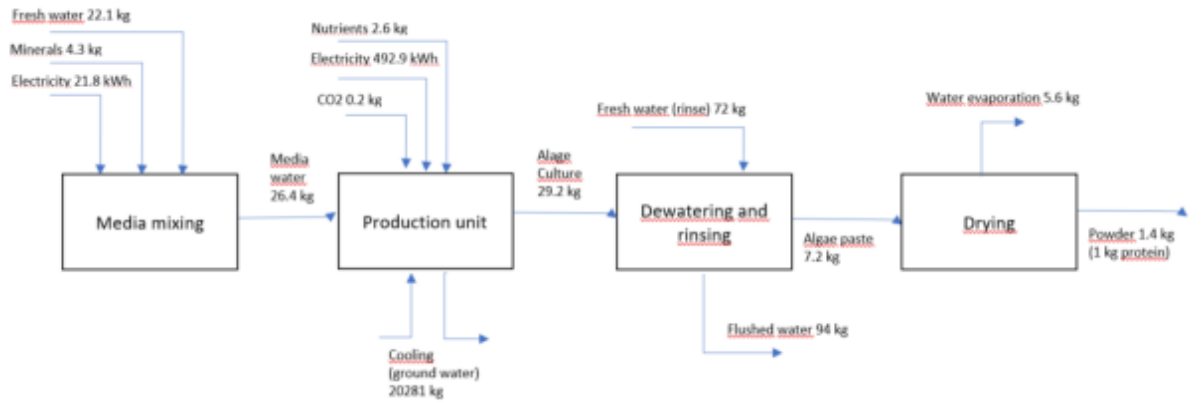 Fresh water 22.1 kg
Minerals 4.3 kg
Electricity 21.8 kWh
Media mixing
Media
water
26.4 kg
Nutrients 2.6 kg
Electricity 492.9 kWh
CO2 0.2 kg
Production unit
Cooling
(ground water)
20281 kg
Alage
Culture
29.2 kg
Fresh water (rinse) 72 kg
Dewatering and
rinsing
Flushed water 94 kg
Algae paste
7.2 kg
Water evaporation 5.6 kg
Drying
Powder 1.4 kg
(1 kg protein)